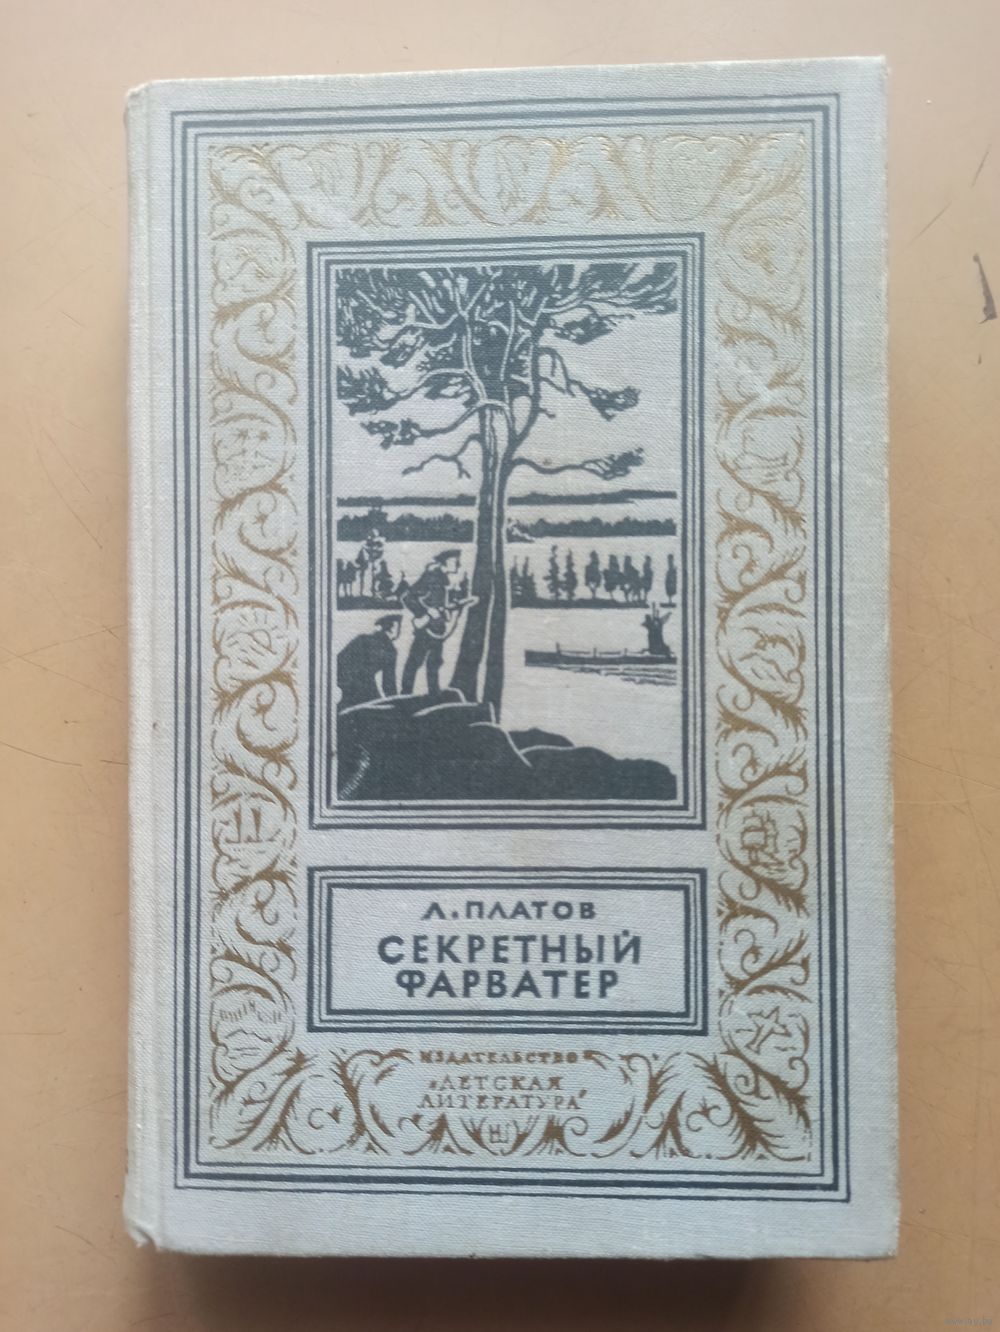 Л. ПЛАТОВ
СЕКРЕТНЫЙ
ФАРВАТЕР
ИЗДАТЕЛЬСТВО
„ДЕТСКАЯ
ЛИТЕРАТУРА"